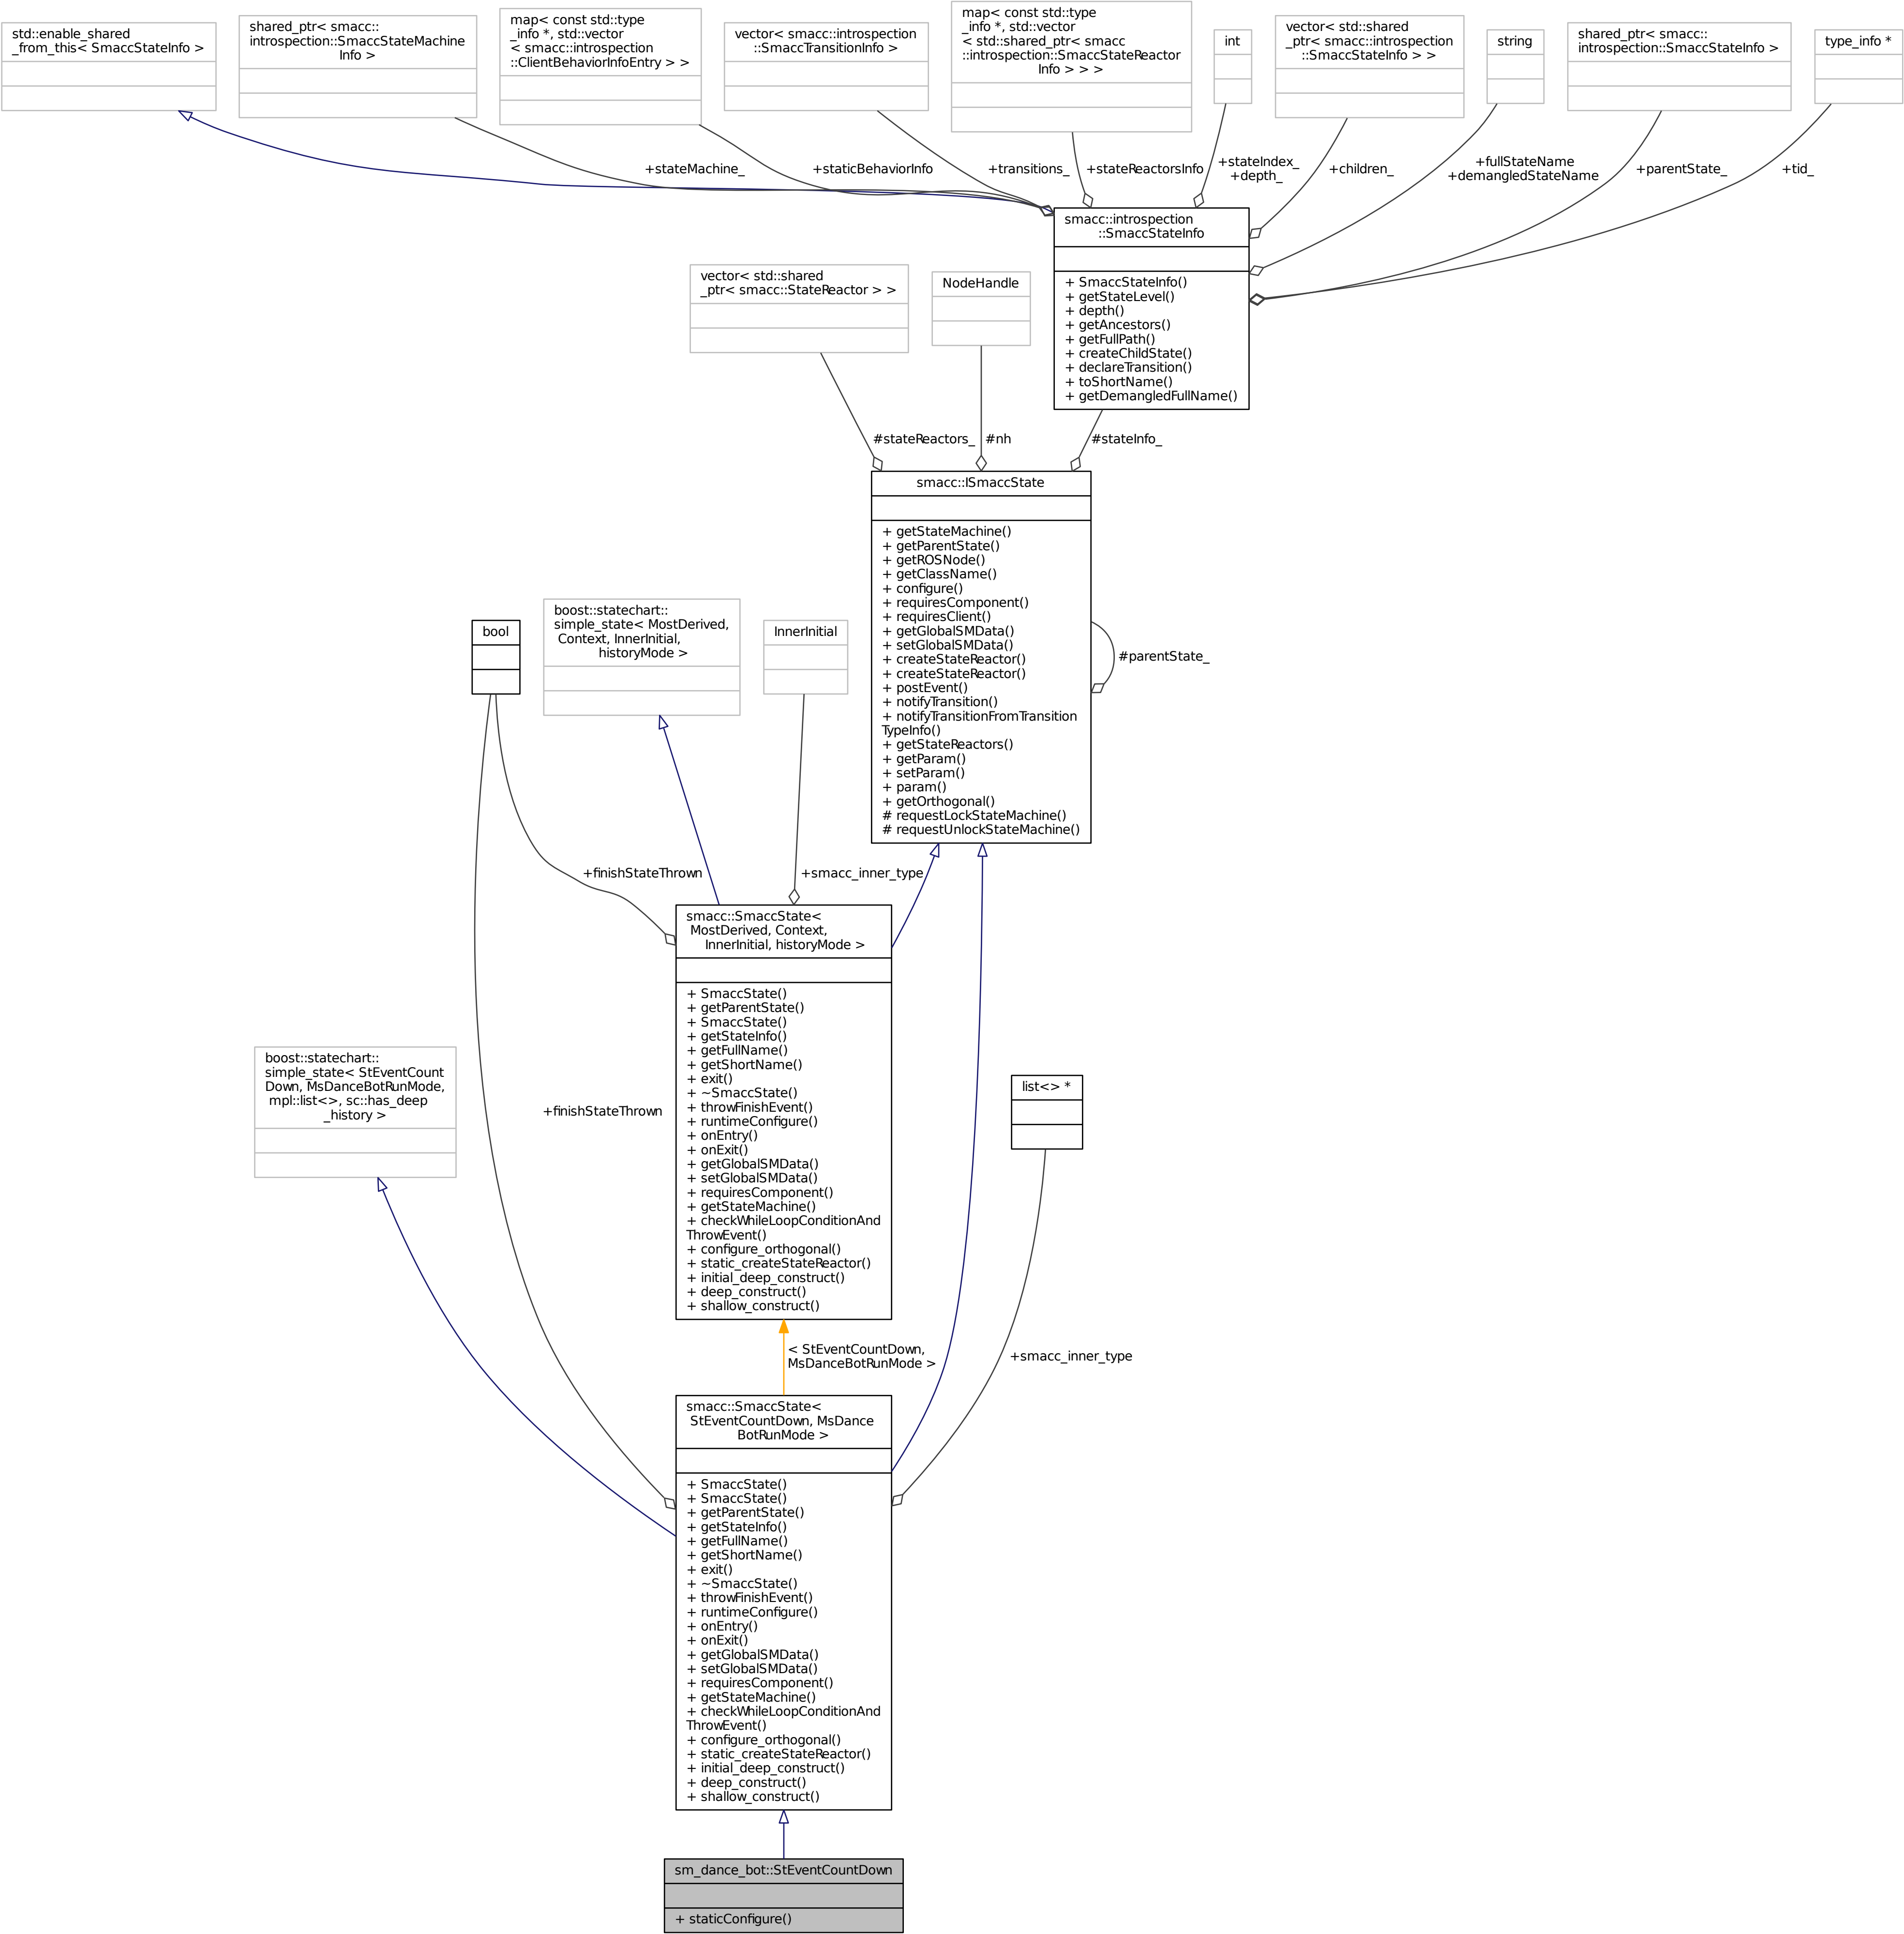 std::enable_shared
_from_this< SmaccStateInfo >
shared_ptr< smacc::
introspection::SmaccStateMachine
Info >
map< const std::type
_info *, std::vector
< smacc::introspection
::ClientBehaviorInfoEntry > >
vector< smacc::introspection
::SmaccTransitionInfo >
map< const std::type
_info *, std::vector
< std::shared_ptr< smacc
::introspection::SmaccStateReactor
Info > > >
int
vector< std::shared
_ptr< smacc::introspection
::SmaccStateInfo > >
string
shared_ptr< smacc::
introspection::SmaccStateInfo >
type_info *
+stateMachine_
+staticBehaviorInfo
+transitions_
+stateReactorsInfo
+stateIndex_
+depth_
+children_
+fullStateName
+demangledStateName
+parentState_
+tid_
smacc::introspection
::SmaccStateInfo
+ SmaccStateInfo()
+ getStateLevel()
+ depth()
+ getAncestors()
+ getFullPath()
+ createChildState()
+ declareTransition()
+ toShortName()
+ getDemangledFullName()
vector< std::shared
_ptr< smacc::StateReactor > >
NodeHandle
#stateReactors_
#nh
#stateInfo_
smacc::ISmaccState
+ getStateMachine()
+ getParentState()
+ getROSNode()
+ getClassName()
+ configure()
+ requiresComponent()
+ requiresClient()
+ getGlobalSMData()
+ setGlobalSMData()
+ createStateReactor()
+ createStateReactor()
+ postEvent()
+ notifyTransition()
+ notifyTransitionFromTransition
TypeInfo()
+ getStateReactors()
+ getParam()
+ setParam()
+ param()
+ getOrthogonal()
# requestLockStateMachine()
# requestUnlockStateMachine()
#parentState_
bool
boost::statechart::
simple_state< MostDerived,
Context, InnerInitial,
historyMode >
InnerInitial
+finishStateThrown
+smacc_inner_type
smacc::SmaccState<
MostDerived, Context,
InnerInitial, historyMode >
+ SmaccState()
+ getParentState()
+ SmaccState()
+ getStateInfo()
+ getFullName()
+ getShortName()
+ exit()
+ ~SmaccState()
+ throwFinishEvent()
+ runtimeConfigure()
+ onEntry()
+ onExit()
+ getGlobalSMData()
+ setGlobalSMData()
+ requiresComponent()
+ getStateMachine()
+ checkWhileLoopConditionAnd
ThrowEvent()
+ configure_orthogonal()
+ static_createStateReactor()
+ initial_deep_construct()
+ deep_construct()
+ shallow_construct()
boost::statechart::
simple_state< StEventCount
Down, MsDanceBotRunMode,
mpl::list<>, sc::has_deep
_history >
+finishStateThrown
list<> *
< StEventCountDown,
MsDanceBotRunMode >
+smacc_inner_type
smacc::SmaccState<
StEventCountDown, MsDance
BotRunMode >
+ SmaccState()
+ SmaccState()
+ getParentState()
+ getStateInfo()
+ getFullName()
+ getShortName()
+ exit()
+ ~SmaccState()
+ throwFinishEvent()
+ runtimeConfigure()
+ onEntry()
+ onExit()
+ getGlobalSMData()
+ setGlobalSMData()
+ requiresComponent()
+ getStateMachine()
+ checkWhileLoopConditionAnd
ThrowEvent()
+ configure_orthogonal()
+ static_createStateReactor()
+ initial_deep_construct()
+ deep_construct()
+ shallow_construct()
sm_dance_bot::StEventCountDown
+ staticConfigure()